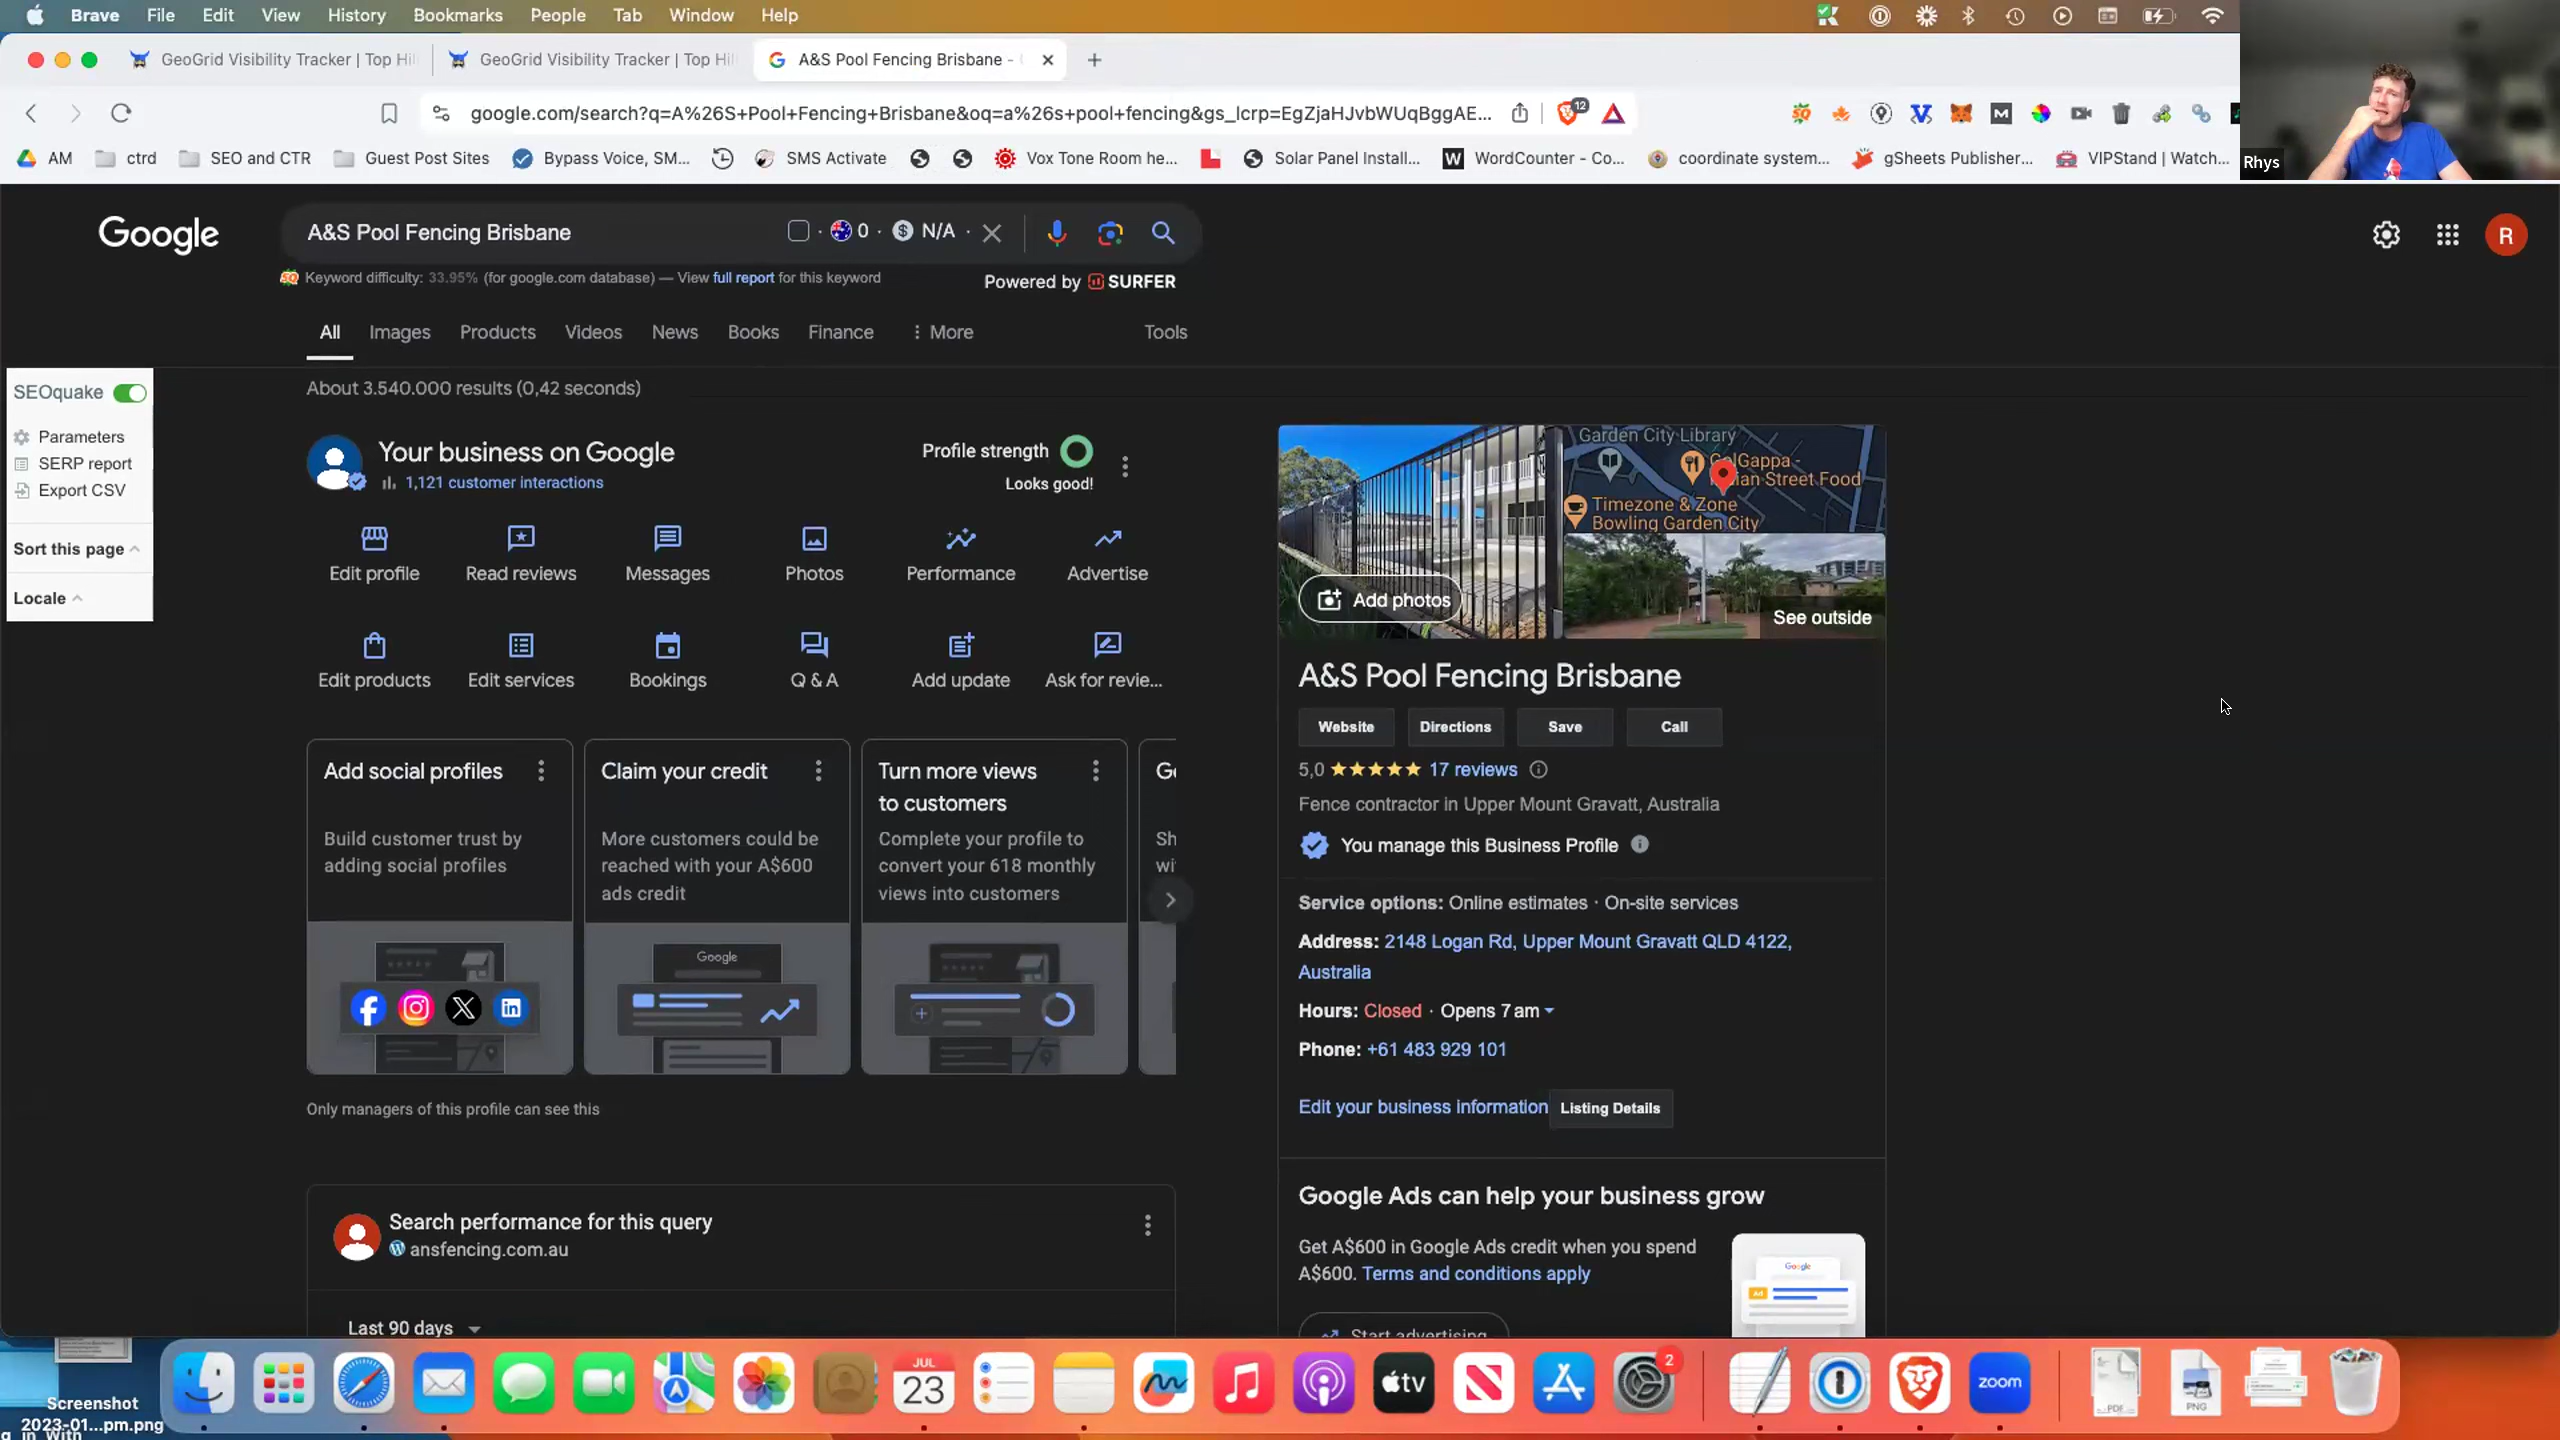 Brave File Edit View History Bookmarks People Tab Window Help
GeoGrid Visibility Tracker | Top Hi
GeoGrid Visibility Tracker | Top Hi
A&S Pool Fencing Brisbane -
google.com/search?q=A%26S+Pool+Fencing+Brisbane&oq=a%26s+pool+fencing&gs_lcrp=EgZjaHJvbWUqBggAE...
12
AM
ctrd
SEO and CTR
Guest Post Sites
Bypass Voice, SM...
SMS Activate
Vox Tone Room he...
Solar Panel Install...
WordCounter - Co...
coordinate system...
gSheets Publisher...
VIPStand | Watch...
Rhys
Google
A&S Pool Fencing Brisbane
· 0 · N/A ·
R
Keyword difficulty: 33.95% (for google.com database) — View full report for this keyword
Powered by SURFER
All Images Products Videos News Books Finance More Tools
SEOquake
Parameters
SERP report
Export CSV
Sort this page
Locale
About 3.540.000 results (0,42 seconds)
Your business on Google
1,121 customer interactions
Profile strength
Looks good!
Edit profile Read reviews Messages Photos Performance Advertise
Edit products Edit services Bookings Q & A Add update Ask for revie...
Add social profiles
Build customer trust by
adding social profiles
Claim your credit
More customers could be
reached with your A$600
ads credit
Google
Turn more views
to customers
Complete your profile to
convert your 618 monthly
views into customers
Only managers of this profile can see this
Search performance for this query
ansfencing.com.au
Last 90 days
Garden City Library
Timezone & Zone
Bowling Garden City
Add photos
See outside
A&S Pool Fencing Brisbane
Website Directions Save Call
5,0 17 reviews
Fence contractor in Upper Mount Gravatt, Australia
You manage this Business Profile
Service options: Online estimates · On-site services
Address: 2148 Logan Rd, Upper Mount Gravatt QLD 4122,
Australia
Hours: Closed · Opens 7 am
Phone: +61 483 929 101
Edit your business information Listing Details
Google Ads can help your business grow
Get A$600 in Google Ads credit when you spend
A$600. Terms and conditions apply
Google
Ad
Start advertising
Screenshot
2023-01...pm.png
JUL
23
tv
2
zoom
PDF
PNG